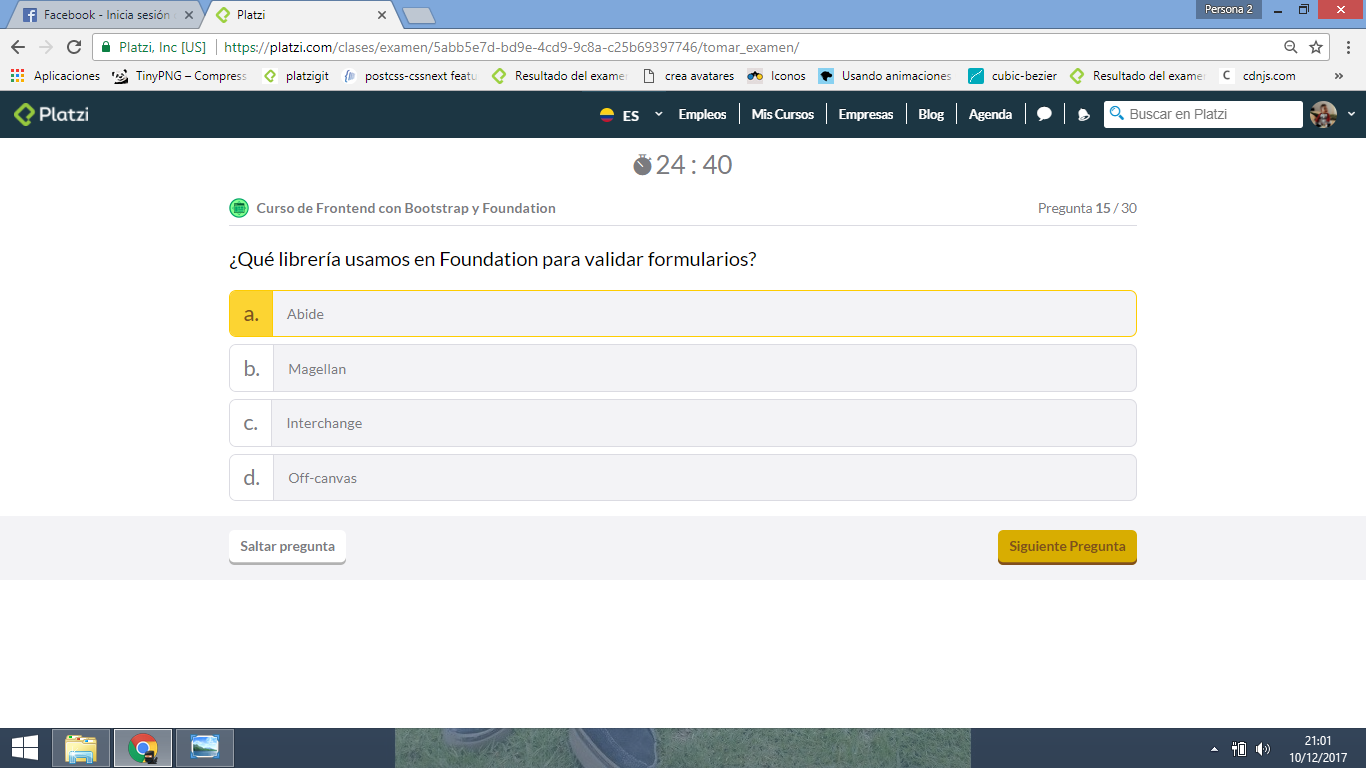 Persona 2
Facebook - Inicia sesión
Platzi
Platzi, Inc [US] https://platzi.com/clases/examen/5abb5e7d-bd9e-4cd9-9c8a-c25b69397746/tomar_examen/
Aplicaciones TinyPNG – Compress platzigit postcss-cssnext featu Resultado del exame crea avatares Iconos Usando animaciones cubic-bezier Resultado del exame C cdnjs.com »
Platzi ES Empleos Mis Cursos Empresas Blog Agenda Buscar en Platzi
24 : 40
Curso de Frontend con Bootstrap y Foundation Pregunta 15 / 30
¿Qué librería usamos en Foundation para validar formularios?
a. Abide
b. Magellan
c. Interchange
d. Off-canvas
Saltar pregunta Siguiente Pregunta
21:01
10/12/2017